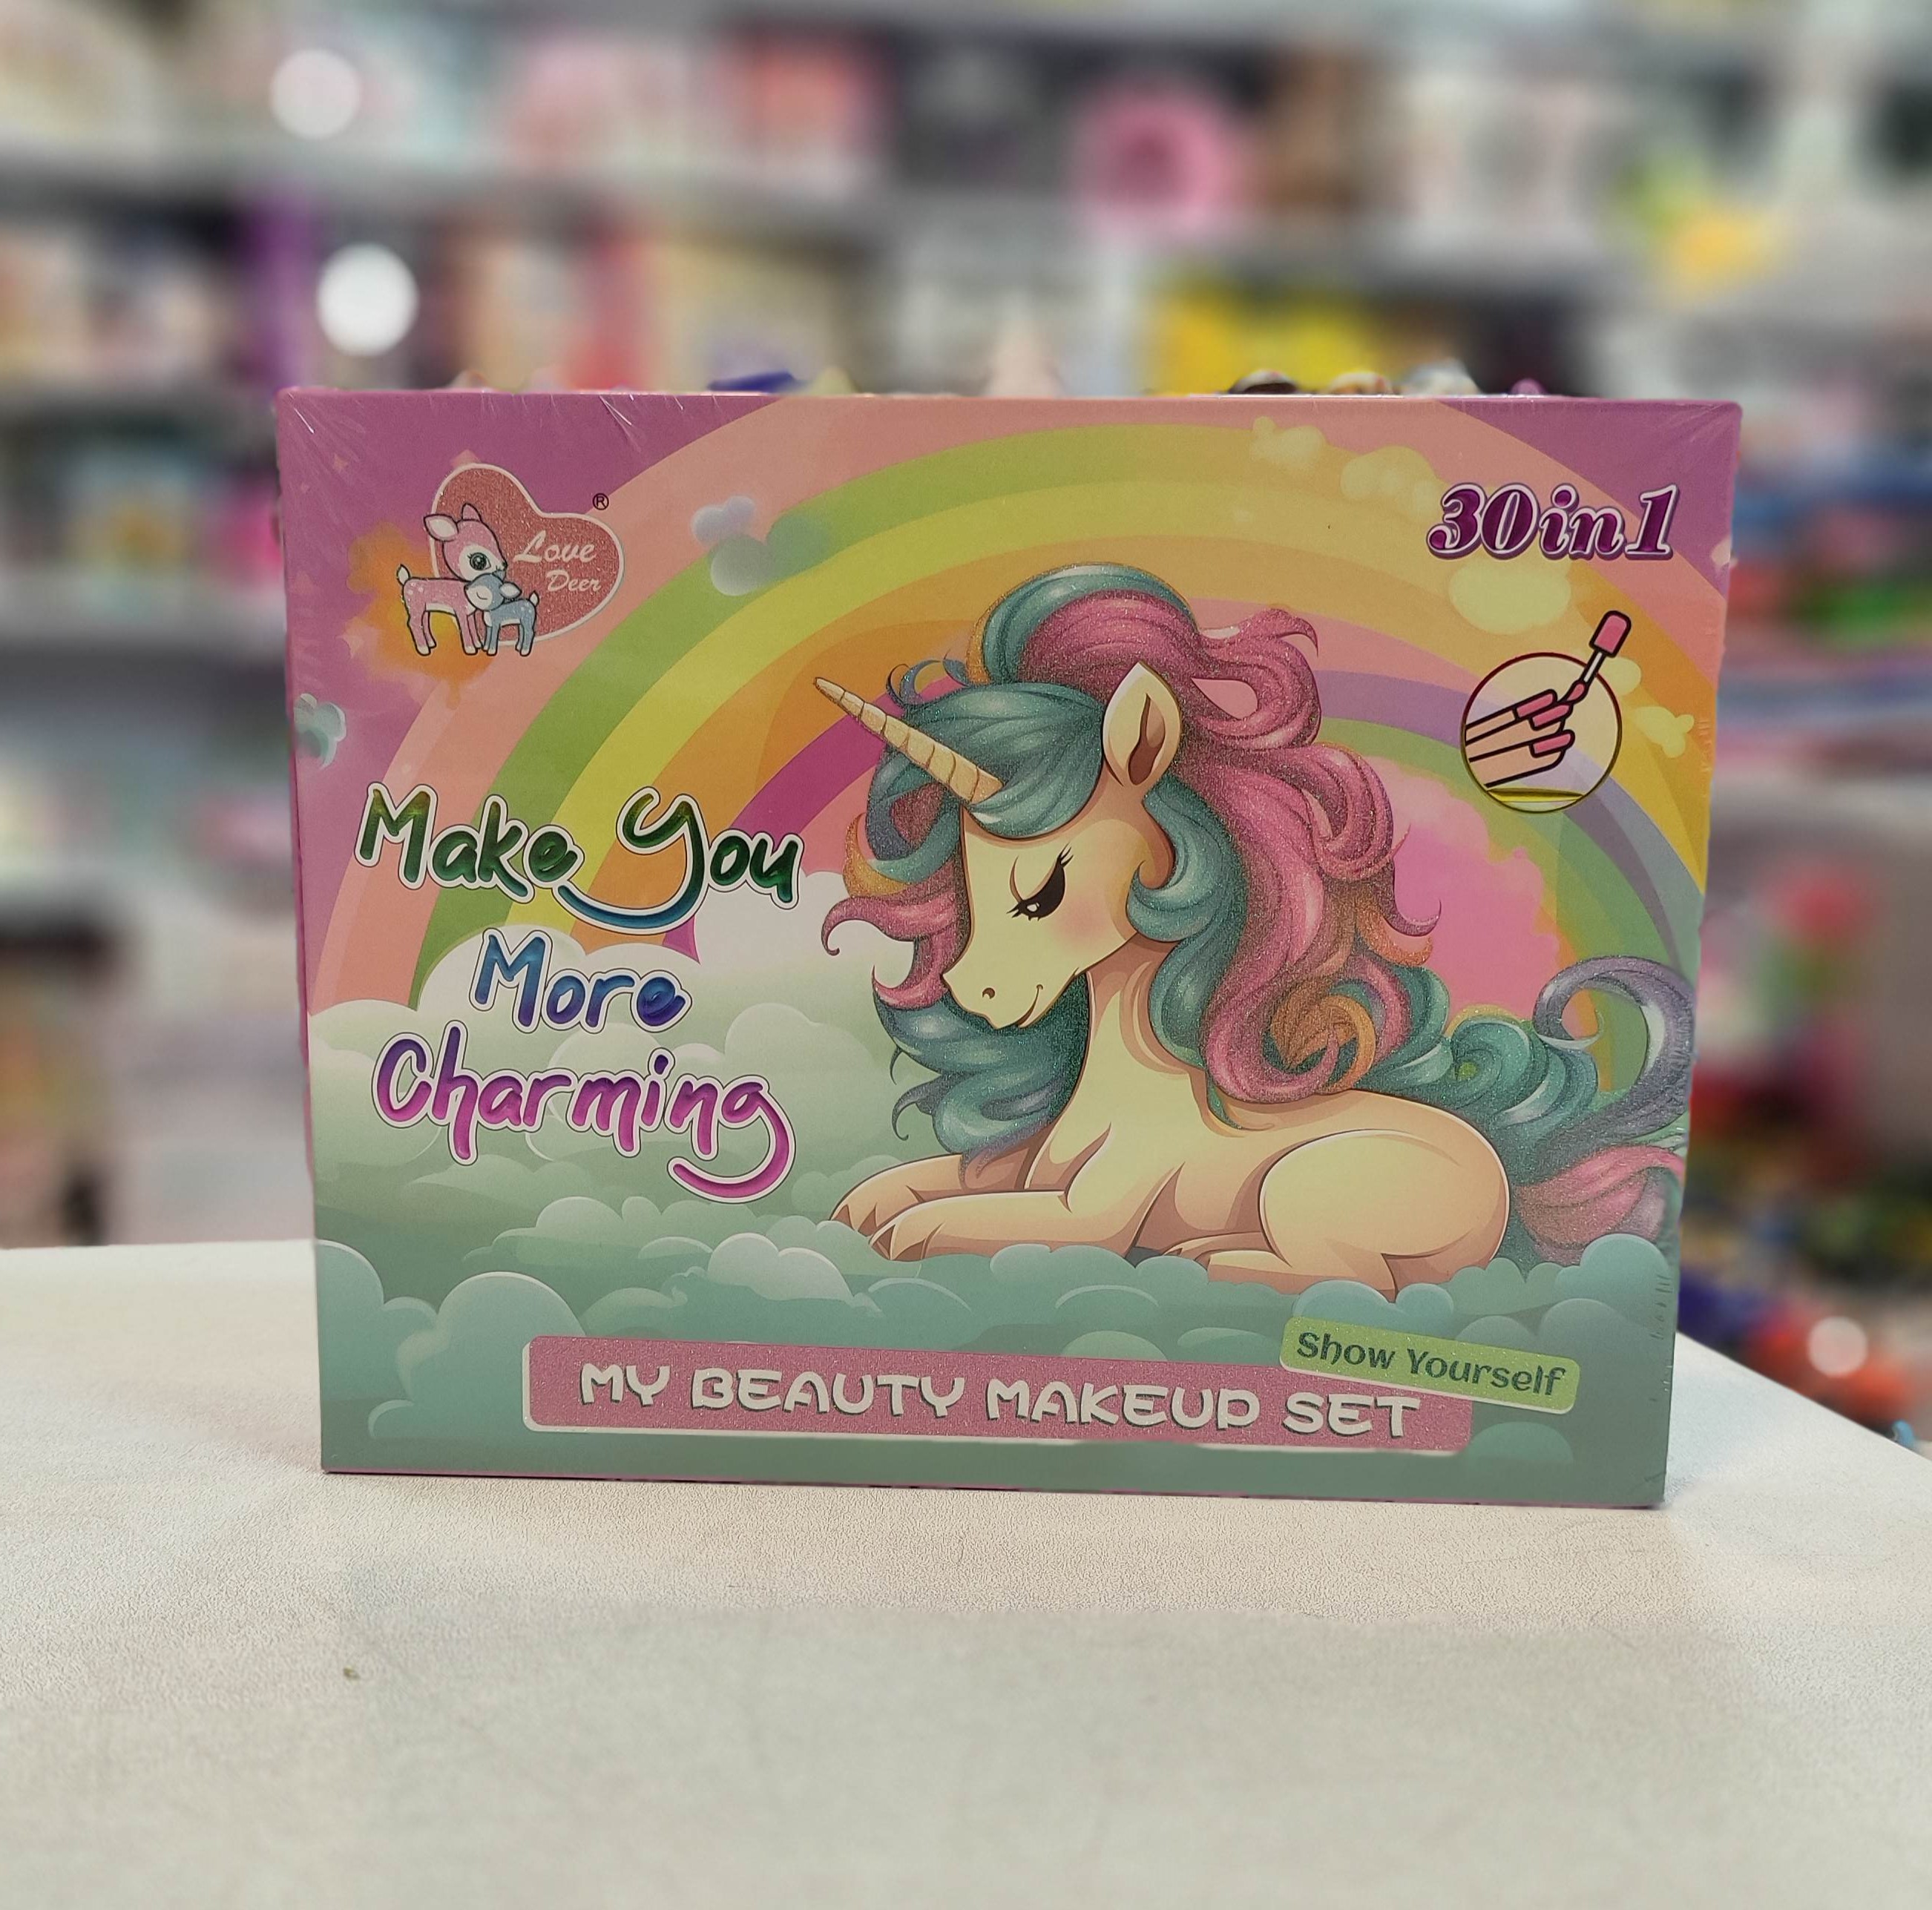 Love
Deer
®
30in1
Make You
More
Charming
Show Yourself
MY BEAUTY MAKEUP SET